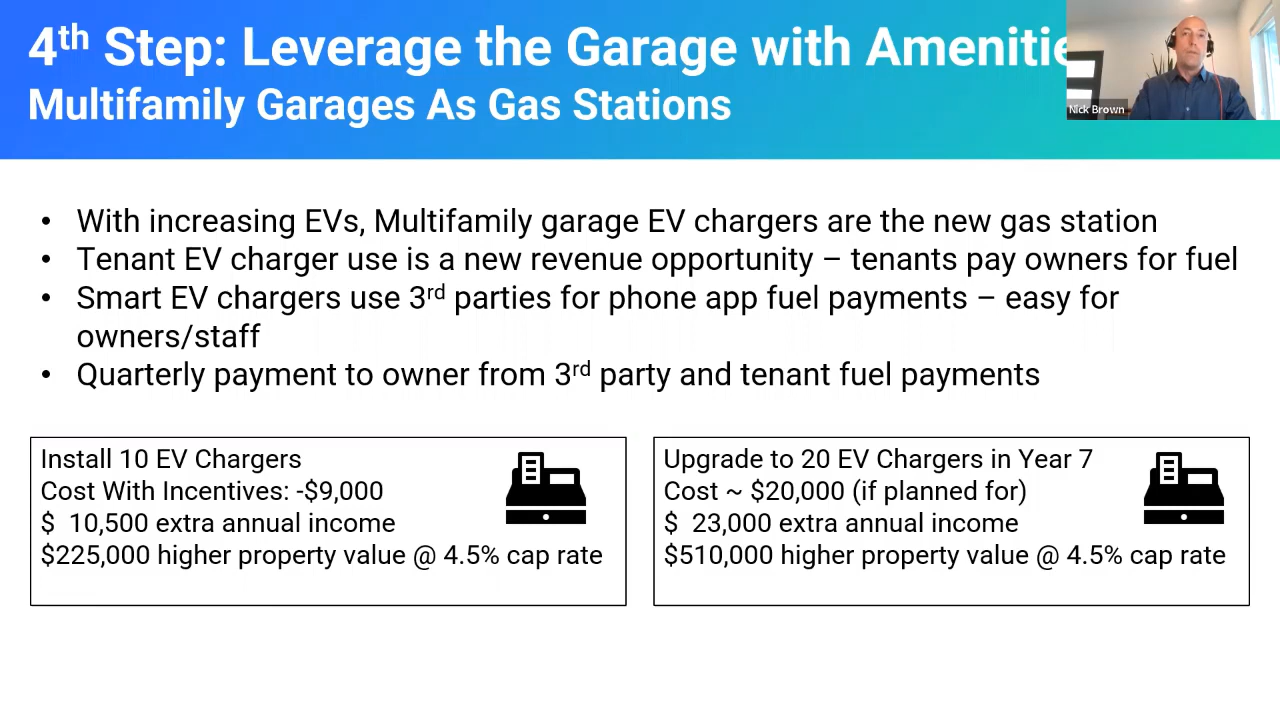 4th Step: Leverage the Garage with Amenitie
Multifamily Garages As Gas Stations
Nick Brown
• With increasing EVs, Multifamily garage EV chargers are the new gas station
• Tenant EV charger use is a new revenue opportunity – tenants pay owners for fuel
• Smart EV chargers use 3rd parties for phone app fuel payments – easy for
owners/staff
• Quarterly payment to owner from 3rd party and tenant fuel payments
Install 10 EV Chargers
Cost With Incentives: -$9,000
$ 10,500 extra annual income
$225,000 higher property value @ 4.5% cap rate
Upgrade to 20 EV Chargers in Year 7
Cost ~ $20,000 (if planned for)
$ 23,000 extra annual income
$510,000 higher property value @ 4.5% cap rate